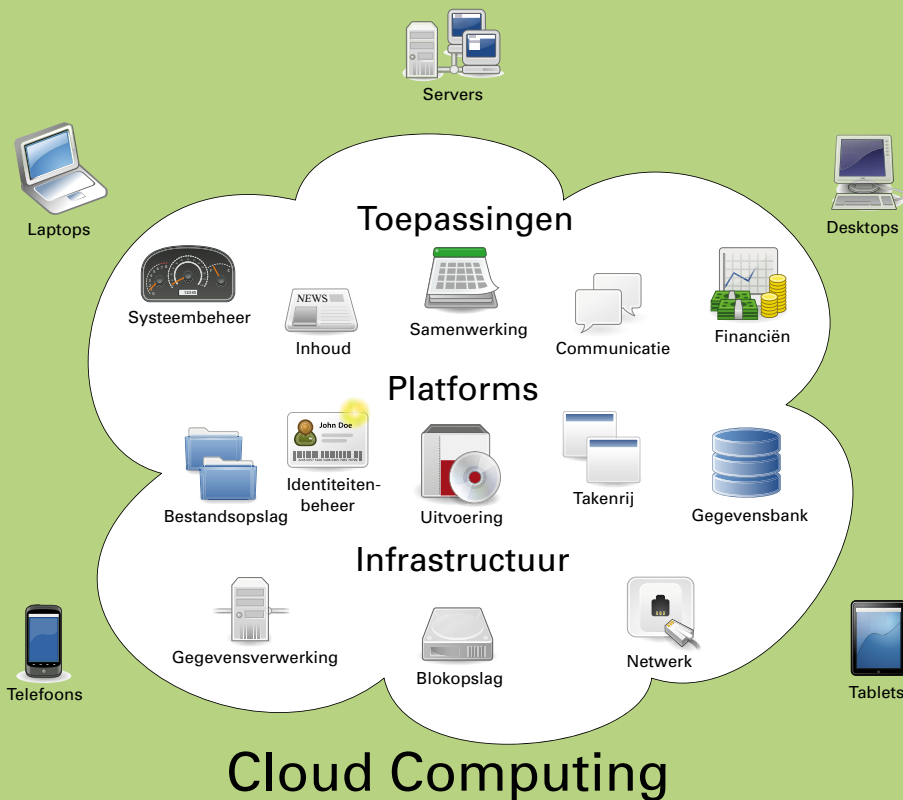 Servers
Laptops
Desktops
Toepassingen
Systeembeheer
NEWS
Inhoud
Samenwerking
Communicatie
Financiën
Platforms
John Doe
Bestandsopslag
Identiteiten-
beheer
Uitvoering
Takenrij
Gegevensbank
Infrastructuur
Gegevensverwerking
Blokopslag
Netwerk
Telefoons
Tablets
Cloud Computing